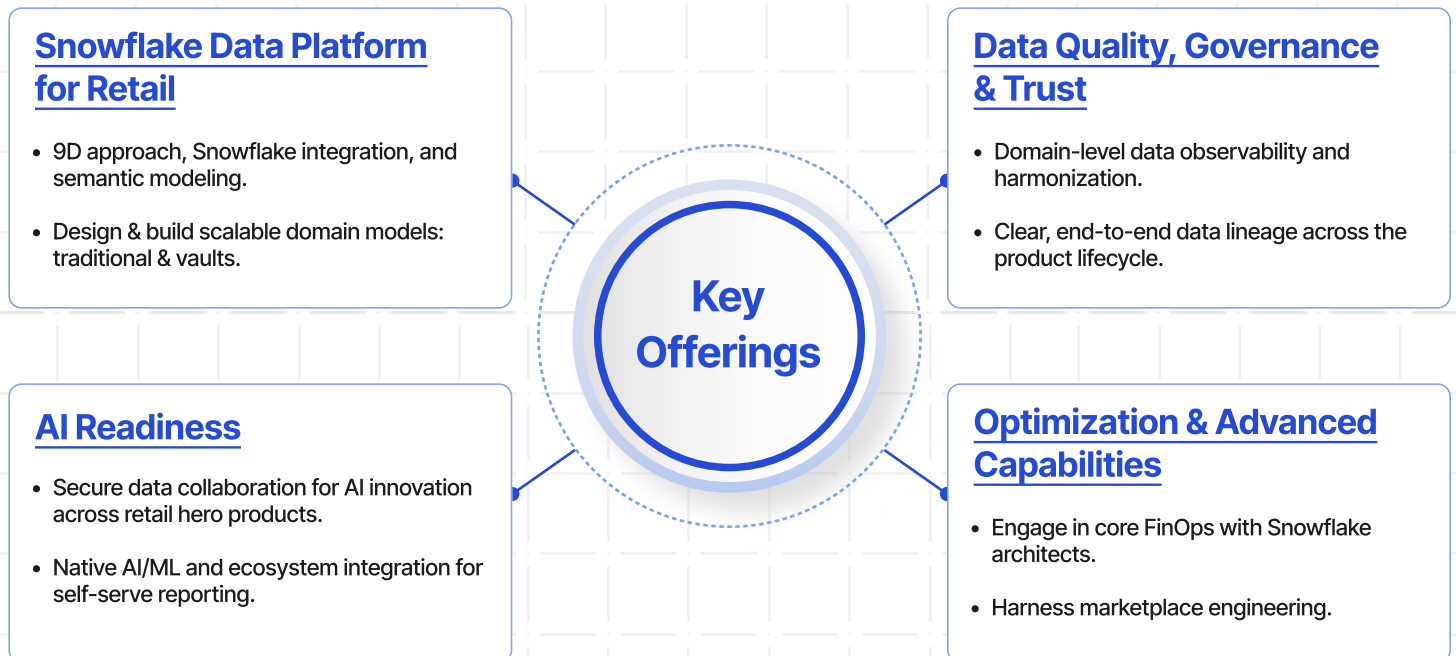 Snowflake Data Platform
for Retail
• 9D approach, Snowflake integration, and
semantic modeling.
• Design & build scalable domain models:
traditional & vaults.
Data Quality, Governance
& Trust
• Domain-level data observability and
harmonization.
• Clear, end-to-end data lineage across the
product lifecycle.
Key
Offerings
AI Readiness
• Secure data collaboration for AI innovation
across retail hero products.
• Native AI/ML and ecosystem integration for
self-serve reporting.
Optimization & Advanced
Capabilities
• Engage in core FinOps with Snowflake
architects.
• Harness marketplace engineering.